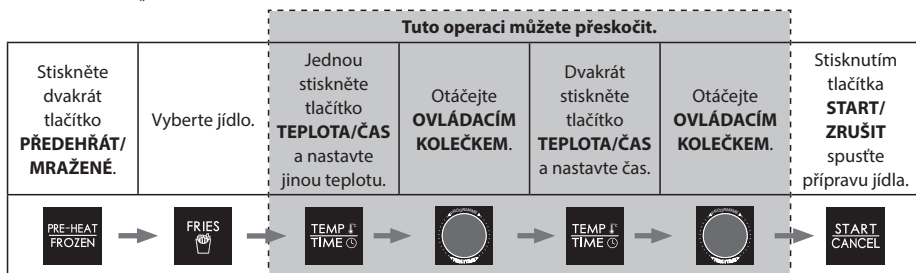 Tuto operaci můžete přeskočit.
Stiskněte
dvakrát
tlačítko
PŘEDEHŘÁT/
MRAŽENÉ.
Vyberte jídlo.
Jednou
stiskněte
tlačítko
TEPLOTA/ČAS
a nastavte
jinou teplotu.
Otáčejte
OVLÁDACÍM
KOLEČKEM.
Dvakrát
stiskněte
tlačítko
TEPLOTA/ČAS
a nastavte čas.
Otáčejte
OVLÁDACÍM
KOLEČKEM.
Stisknutím
tlačítka
START/
ZRUŠIT
spusťte
přípravu jídla.
PRE-HEAT
FROZEN
FRIES
TEMP
TIME
TEMP
TIME
START
CANCEL